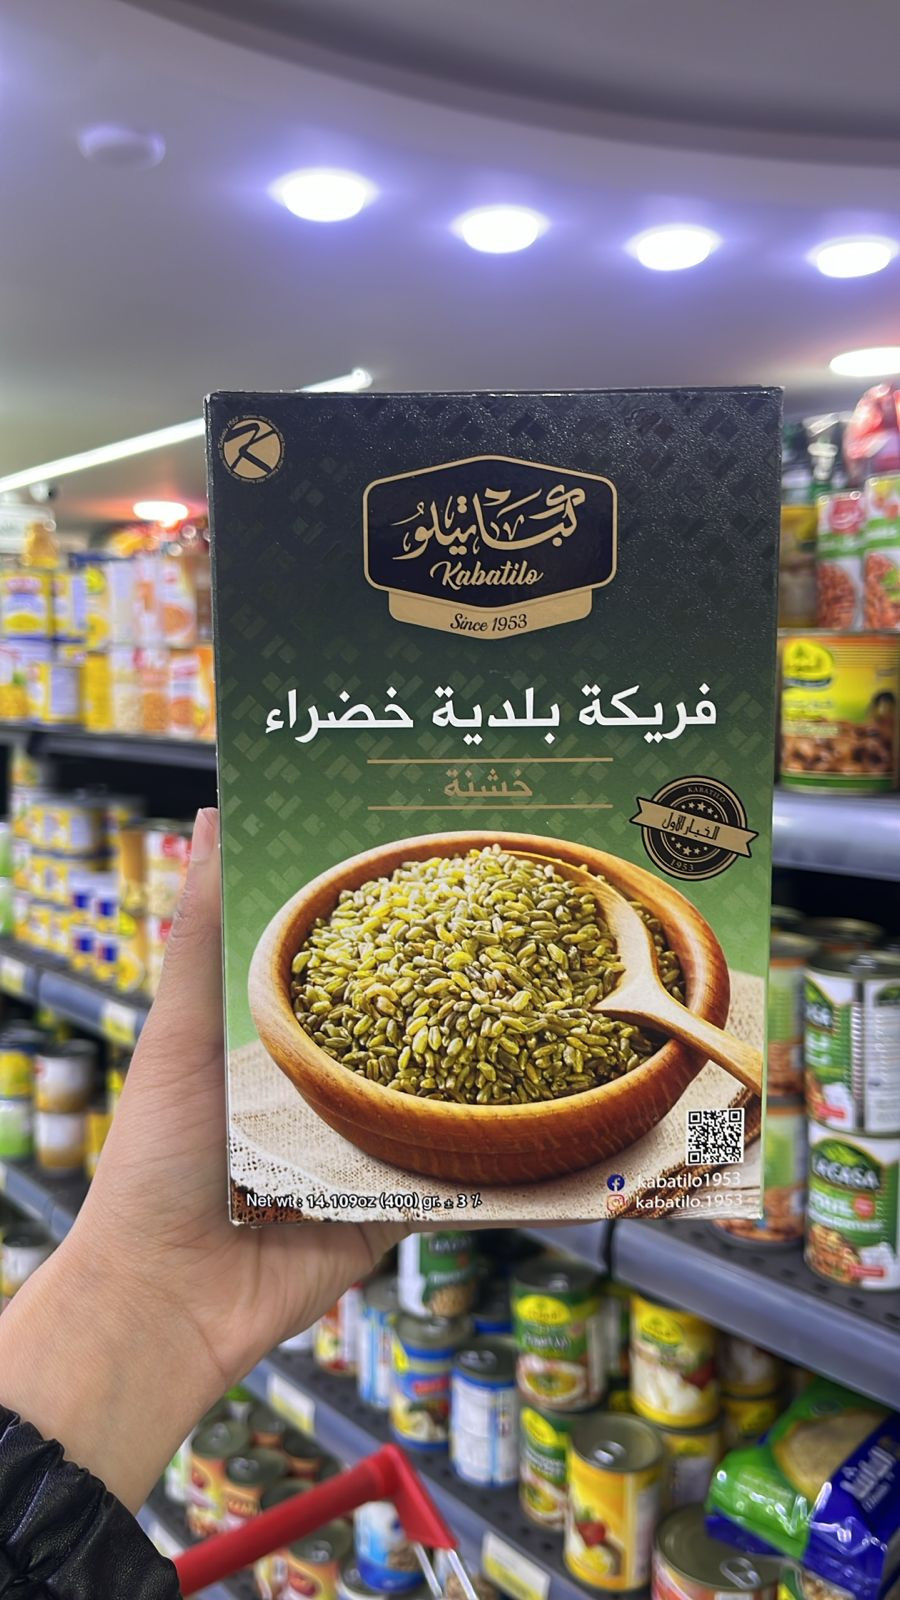 كباتيلو
Kabatilo
Since 1953
فريكة بلدية خضراء
خشنة
KABATILO
الخيار الأول
1953
Net wt : 14.109oz (400) gr. ± 3 %
kabatilo1953
kabatilo.1953